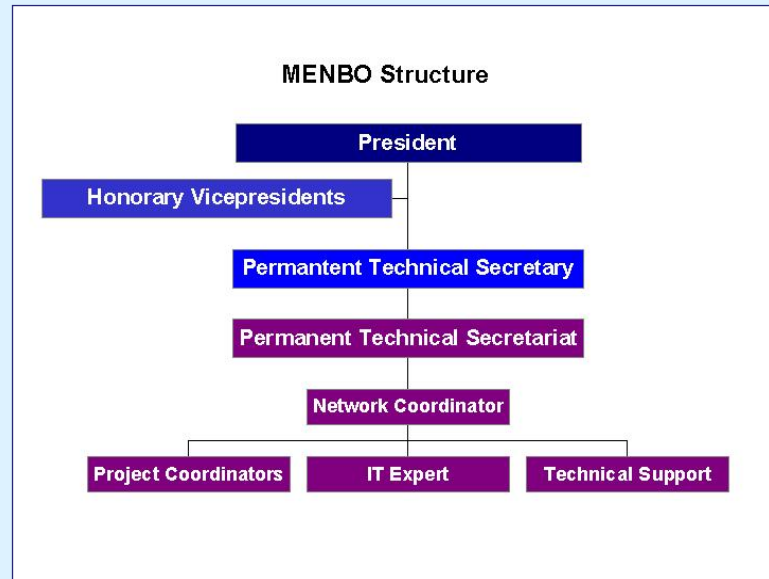 MENBO Structure
President
Honorary Vicepresidents
Permantent Technical Secretary
Permanent Technical Secretariat
Network Coordinator
Project Coordinators
IT Expert
Technical Support